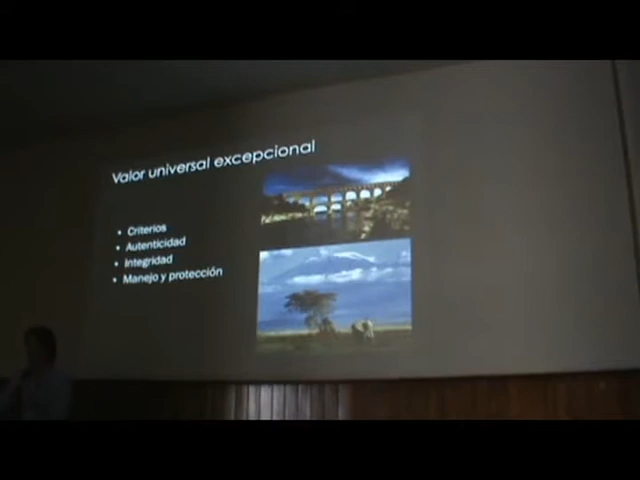 Valor universal excepcional
• Criterios
• Autenticidad
• Integridad
• Manejo y protección